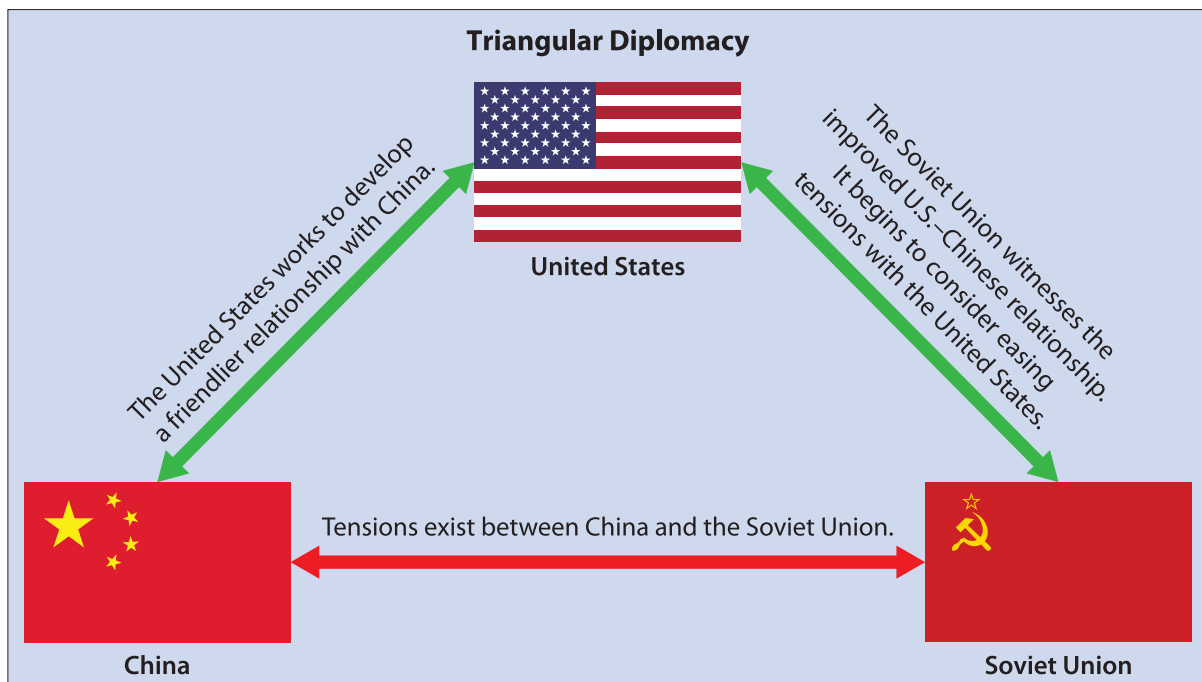 Triangular Diplomacy
The United States works to develop
a friendlier relationship with China.
The Soviet Union witnesses the
improved U.S.–Chinese relationship.
It begins to consider easing
tensions with the United States.
United States
Tensions exist between China and the Soviet Union.
China
Soviet Union